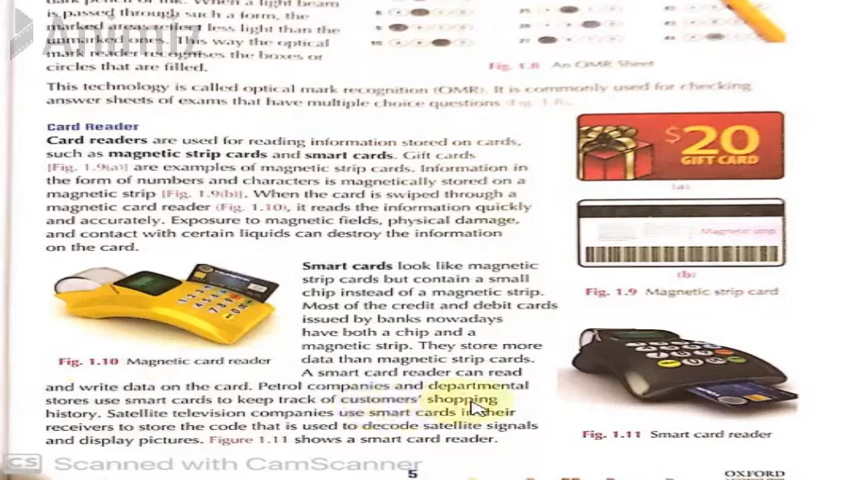 is passed through such a form, the
less light than the
unmarked ones. This way the optical
mark reader recognises the boxes or
circles that are filled.
Animiz
Fig. 1.8 An OMR Sheet
This technology is called optical mark recognition (OMR). It is commonly used for checking
answer sheets of exams that have multiple choice questions (Fig. 1.8).
Card Reader
Card readers are used for reading information stored on cards,
such as magnetic strip cards and smart cards. Gift cards
[Fig. 1.9(a)] are examples of magnetic strip cards. Information in
the form of numbers and characters is magnetically stored on a
magnetic strip [Fig. 1.9(b)]. When the card is swiped through a
magnetic card reader (Fig. 1.10), it reads the information quickly
and accurately. Exposure to magnetic fields, physical damage,
and contact with certain liquids can destroy the information
on the card.
$20
GIFT CARD
(a)
Magnetic strip
(b)
Fig. 1.9 Magnetic strip card
Fig. 1.10 Magnetic card reader
Smart cards look like magnetic
strip cards but contain a small
chip instead of a magnetic strip.
Most of the credit and debit cards
issued by banks nowadays
have both a chip and a
magnetic strip. They store more
data than magnetic strip cards.
A smart card reader can read
and write data on the card. Petrol companies and departmental
stores use smart cards to keep track of customers' shopping
history. Satellite television companies use smart cards in their
receivers to store the code that is used to decode satellite signals
and display pictures. Figure 1.11 shows a smart card reader.
Fig. 1.11 Smart card reader
CS Scanned with CamScanner
5
OXFORD